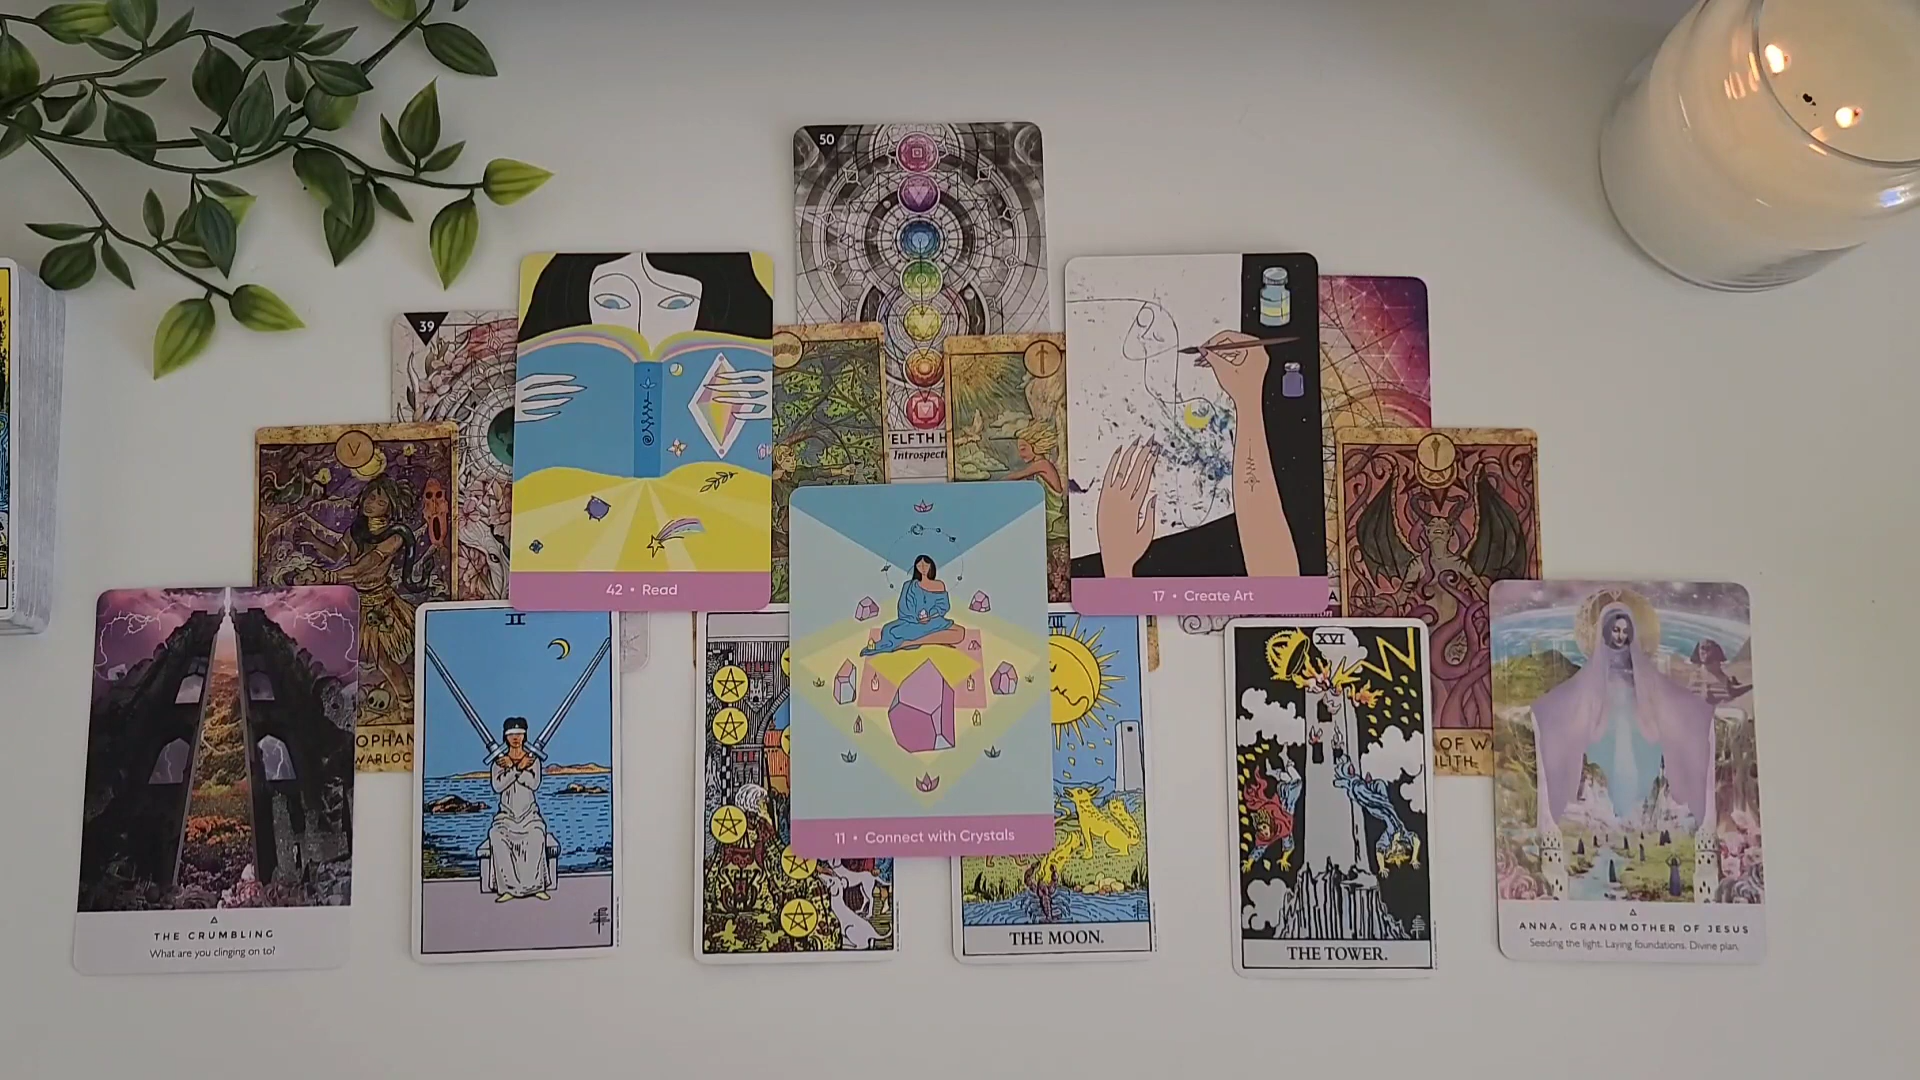 50
39
ELFTH H
Introspect
V
42 • Read
17 • Create Art
A
OPHAN
WARLOC
II
VIII
XVI
OF W
ILITH
11 • Connect with Crystals
THE CRUMBLING
What are you clinging on to?
THE MOON.
THE TOWER.
ANNA, GRANDMOTHER OF JESUS
Seeding the light. Laying foundations. Divine plan.